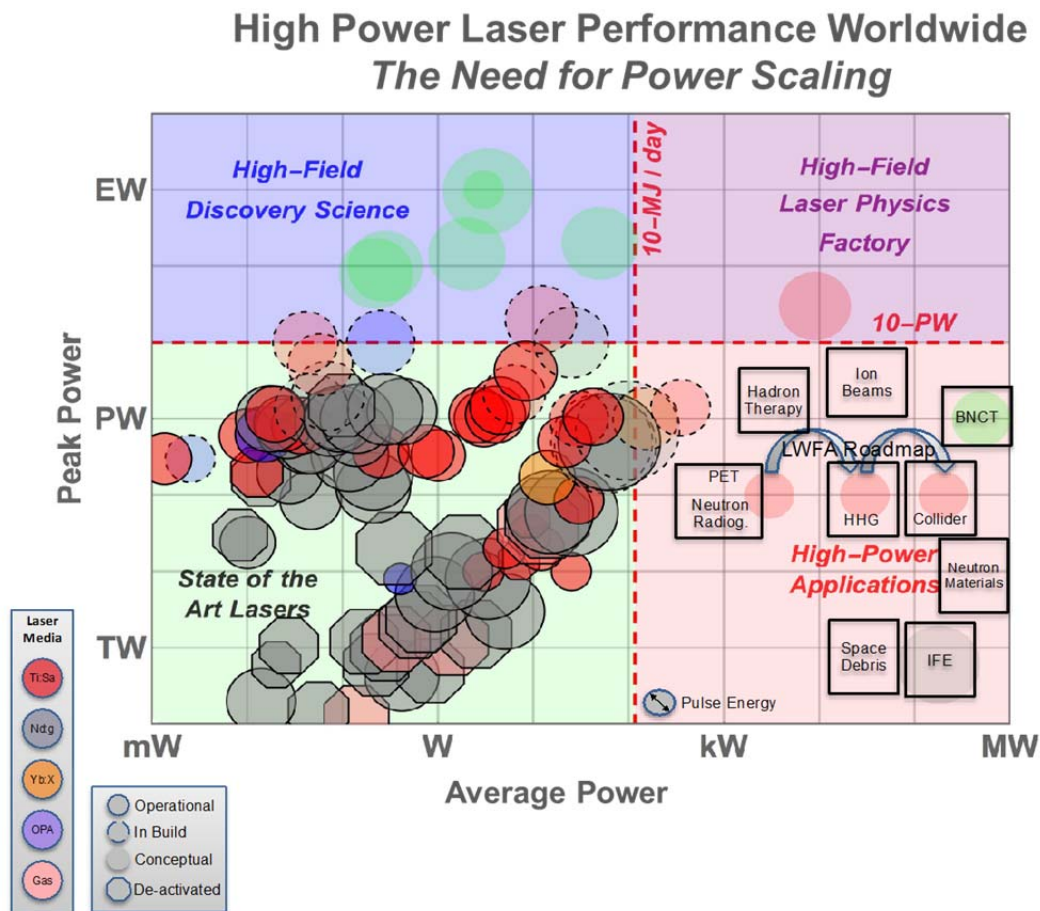 High Power Laser Performance Worldwide
The Need for Power Scaling
High-Field
Discovery Science
10-MJ / day
High-Field
Laser Physics
Factory
10-PW
EW
PW
TW
Peak Power
Hadron
Therapy
Ion
Beams
BNCT
LWFA Roadmap
PET
Neutron
Radiog.
HHG
Collider
High-Power
Applications
Neutron
Materials
Space
Debris
IFE
State of the
Art Lasers
Pulse Energy
mW
W
kW
MW
Average Power
Laser
Media
Ti:Sa
Nd:g
Yb:X
OPA
Gas
Operational
In Build
Conceptual
De-activated